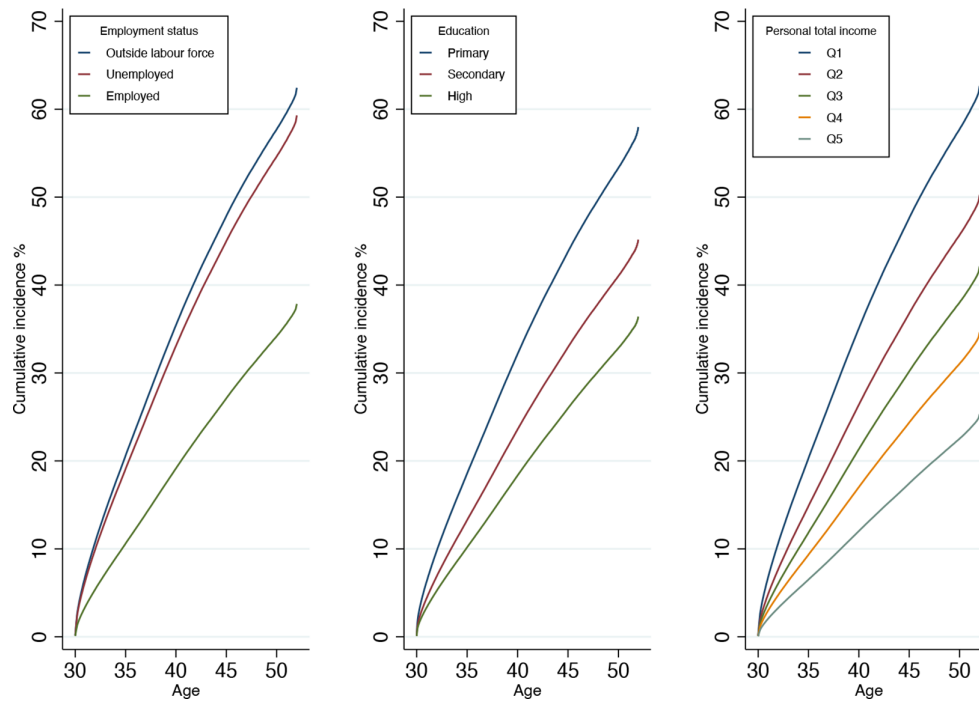 Employment status
Outside labour force
Unemployed
Employed
Cumulative incidence %
70
60
50
40
30
20
10
0
30 35 40 45 50
Age
Education
Primary
Secondary
High
Cumulative incidence %
70
60
50
40
30
20
10
0
30 35 40 45 50
Age
Personal total income
Q1
Q2
Q3
Q4
Q5
Cumulative incidence %
70
60
50
40
30
20
10
0
30 35 40 45 50
Age